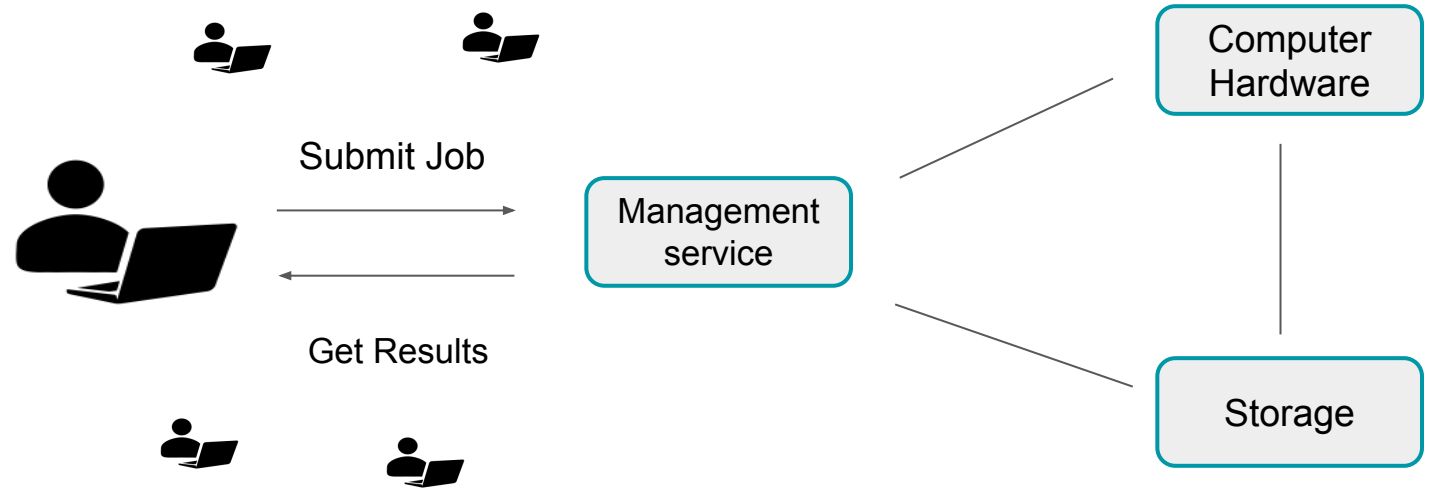 Submit Job
Get Results
Management
service
Computer
Hardware
Storage